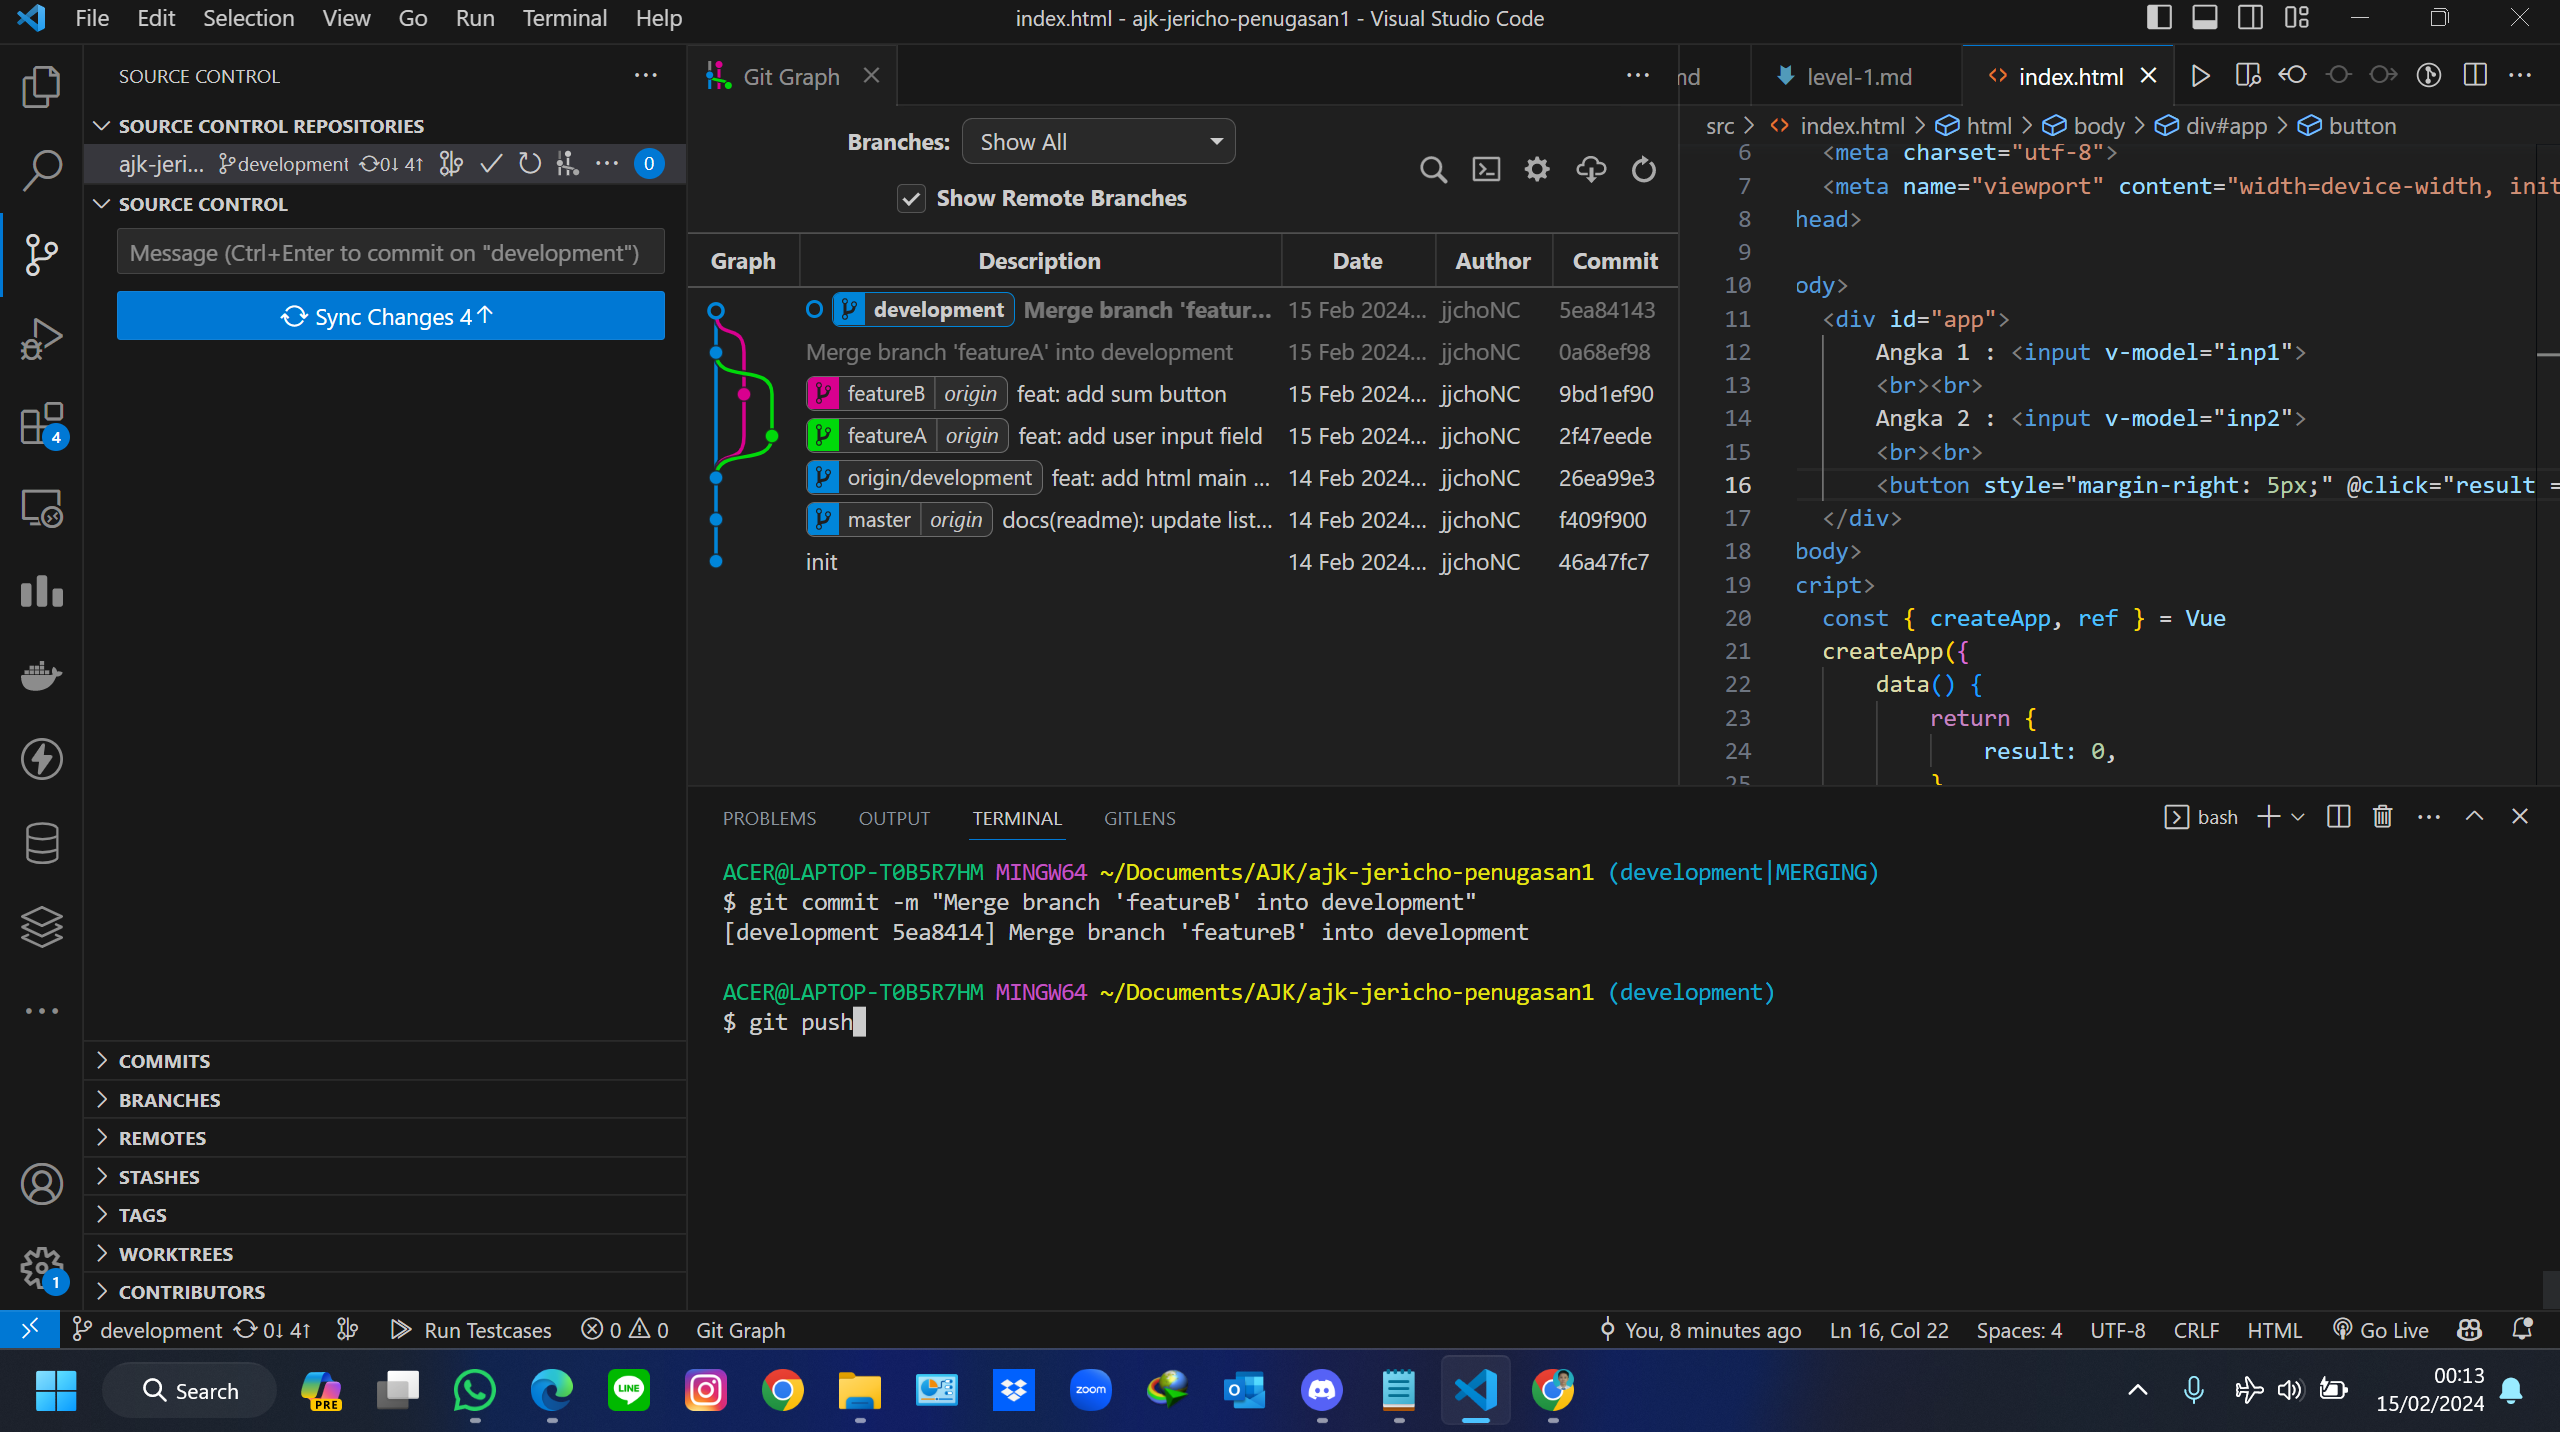 File Edit Selection View Go Run Terminal Help
index.html - ajk-jericho-penugasan1 - Visual Studio Code
SOURCE CONTROL
SOURCE CONTROL REPOSITORIES
ajk-jeri... development 0↓ 4↑ 0
SOURCE CONTROL
Message (Ctrl+Enter to commit on "development")
Sync Changes 4↑
4
COMMITS
BRANCHES
REMOTES
STASHES
TAGS
WORKTREES
CONTRIBUTORS
1
Git Graph
Branches: Show All
Show Remote Branches
Graph Description Date Author Commit
development Merge branch 'featur... 15 Feb 2024... jjchoNC 5ea84143
Merge branch 'featureA' into development 15 Feb 2024... jjchoNC 0a68ef98
featureB origin feat: add sum button 15 Feb 2024... jjchoNC 9bd1ef90
featureA origin feat: add user input field 15 Feb 2024... jjchoNC 2f47eede
origin/development feat: add html main ... 14 Feb 2024... jjchoNC 26ea99e3
master origin docs(readme): update list... 14 Feb 2024... jjchoNC f409f900
init 14 Feb 2024... jjchoNC 46a47fc7
nd level-1.md index.html
src > index.html > html > body > div#app > button
6 <meta charset="utf-8">
7 <meta name="viewport" content="width=device-width, init
8 head>
9
10 ody>
11 <div id="app">
12 Angka 1 : <input v-model="inp1">
13 <br><br>
14 Angka 2 : <input v-model="inp2">
15 <br><br>
16 <button style="margin-right: 5px;" @click="result =
17 </div>
18 body>
19 cript>
20 const { createApp, ref } = Vue
21 createApp({
22 data() {
23 return {
24 result: 0,
25 }
PROBLEMS OUTPUT TERMINAL GITLENS
bash
ACER@LAPTOP-T0B5R7HM MINGW64 ~/Documents/AJK/ajk-jericho-penugasan1 (development|MERGING)
$ git commit -m "Merge branch 'featureB' into development"
[development 5ea8414] Merge branch 'featureB' into development
ACER@LAPTOP-T0B5R7HM MINGW64 ~/Documents/AJK/ajk-jericho-penugasan1 (development)
$ git push
development 0↓ 4↑ Run Testcases 0 0 Git Graph
You, 8 minutes ago Ln 16, Col 22 Spaces: 4 UTF-8 CRLF HTML Go Live
Search
PRE
LINE
zoom
00:13
15/02/2024